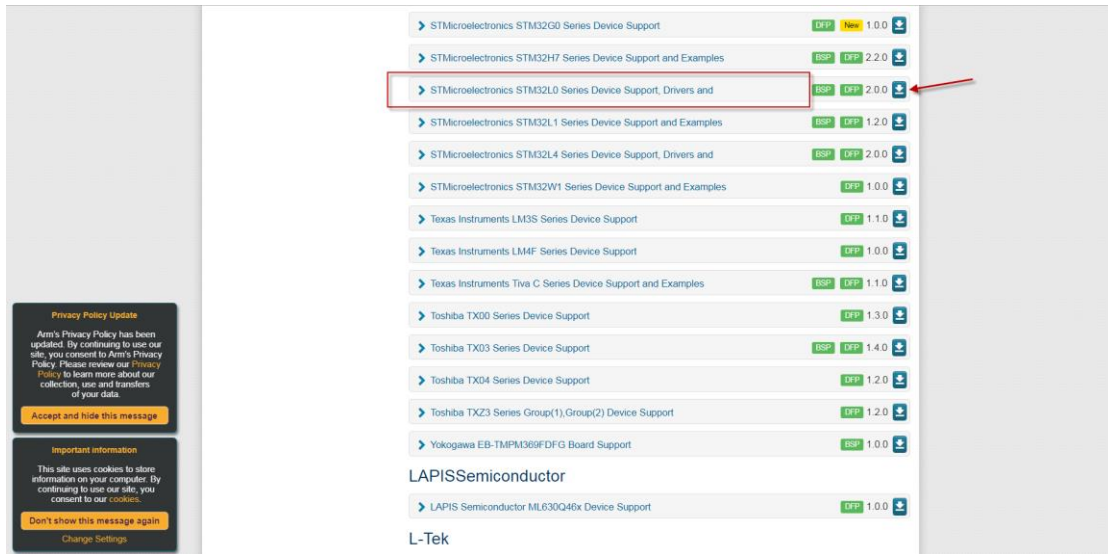 STMicroelectronics STM32G0 Series Device Support DFP New 1.0.0
STMicroelectronics STM32H7 Series Device Support and Examples BSP DFP 2.2.0
STMicroelectronics STM32L0 Series Device Support, Drivers and BSP DFP 2.0.0
STMicroelectronics STM32L1 Series Device Support and Examples BSP DFP 1.2.0
STMicroelectronics STM32L4 Series Device Support, Drivers and BSP DFP 2.0.0
STMicroelectronics STM32W1 Series Device Support and Examples DFP 1.0.0
Texas Instruments LM3S Series Device Support DFP 1.1.0
Texas Instruments LM4F Series Device Support DFP 1.0.0
Texas Instruments Tiva C Series Device Support and Examples BSP DFP 1.1.0
Toshiba TX00 Series Device Support DFP 1.3.0
Toshiba TX03 Series Device Support BSP DFP 1.4.0
Toshiba TX04 Series Device Support DFP 1.2.0
Toshiba TXZ3 Series Group(1),Group(2) Device Support DFP 1.2.0
Yokogawa EB-TMPM369FDFG Board Support BSP 1.0.0
LAPISSemiconductor
LAPIS Semiconductor ML630Q46x Device Support DFP 1.0.0
L-Tek
Privacy Policy Update
Arm's Privacy Policy has been
updated. By continuing to use our
site, you consent to Arm's Privacy
Policy. Please review our Privacy
Policy to learn more about our
collection, use and transfers
of your data.
Accept and hide this message
Important information
This site uses cookies to store
information on your computer. By
continuing to use our site, you
consent to our cookies.
Don't show this message again
Change Settings